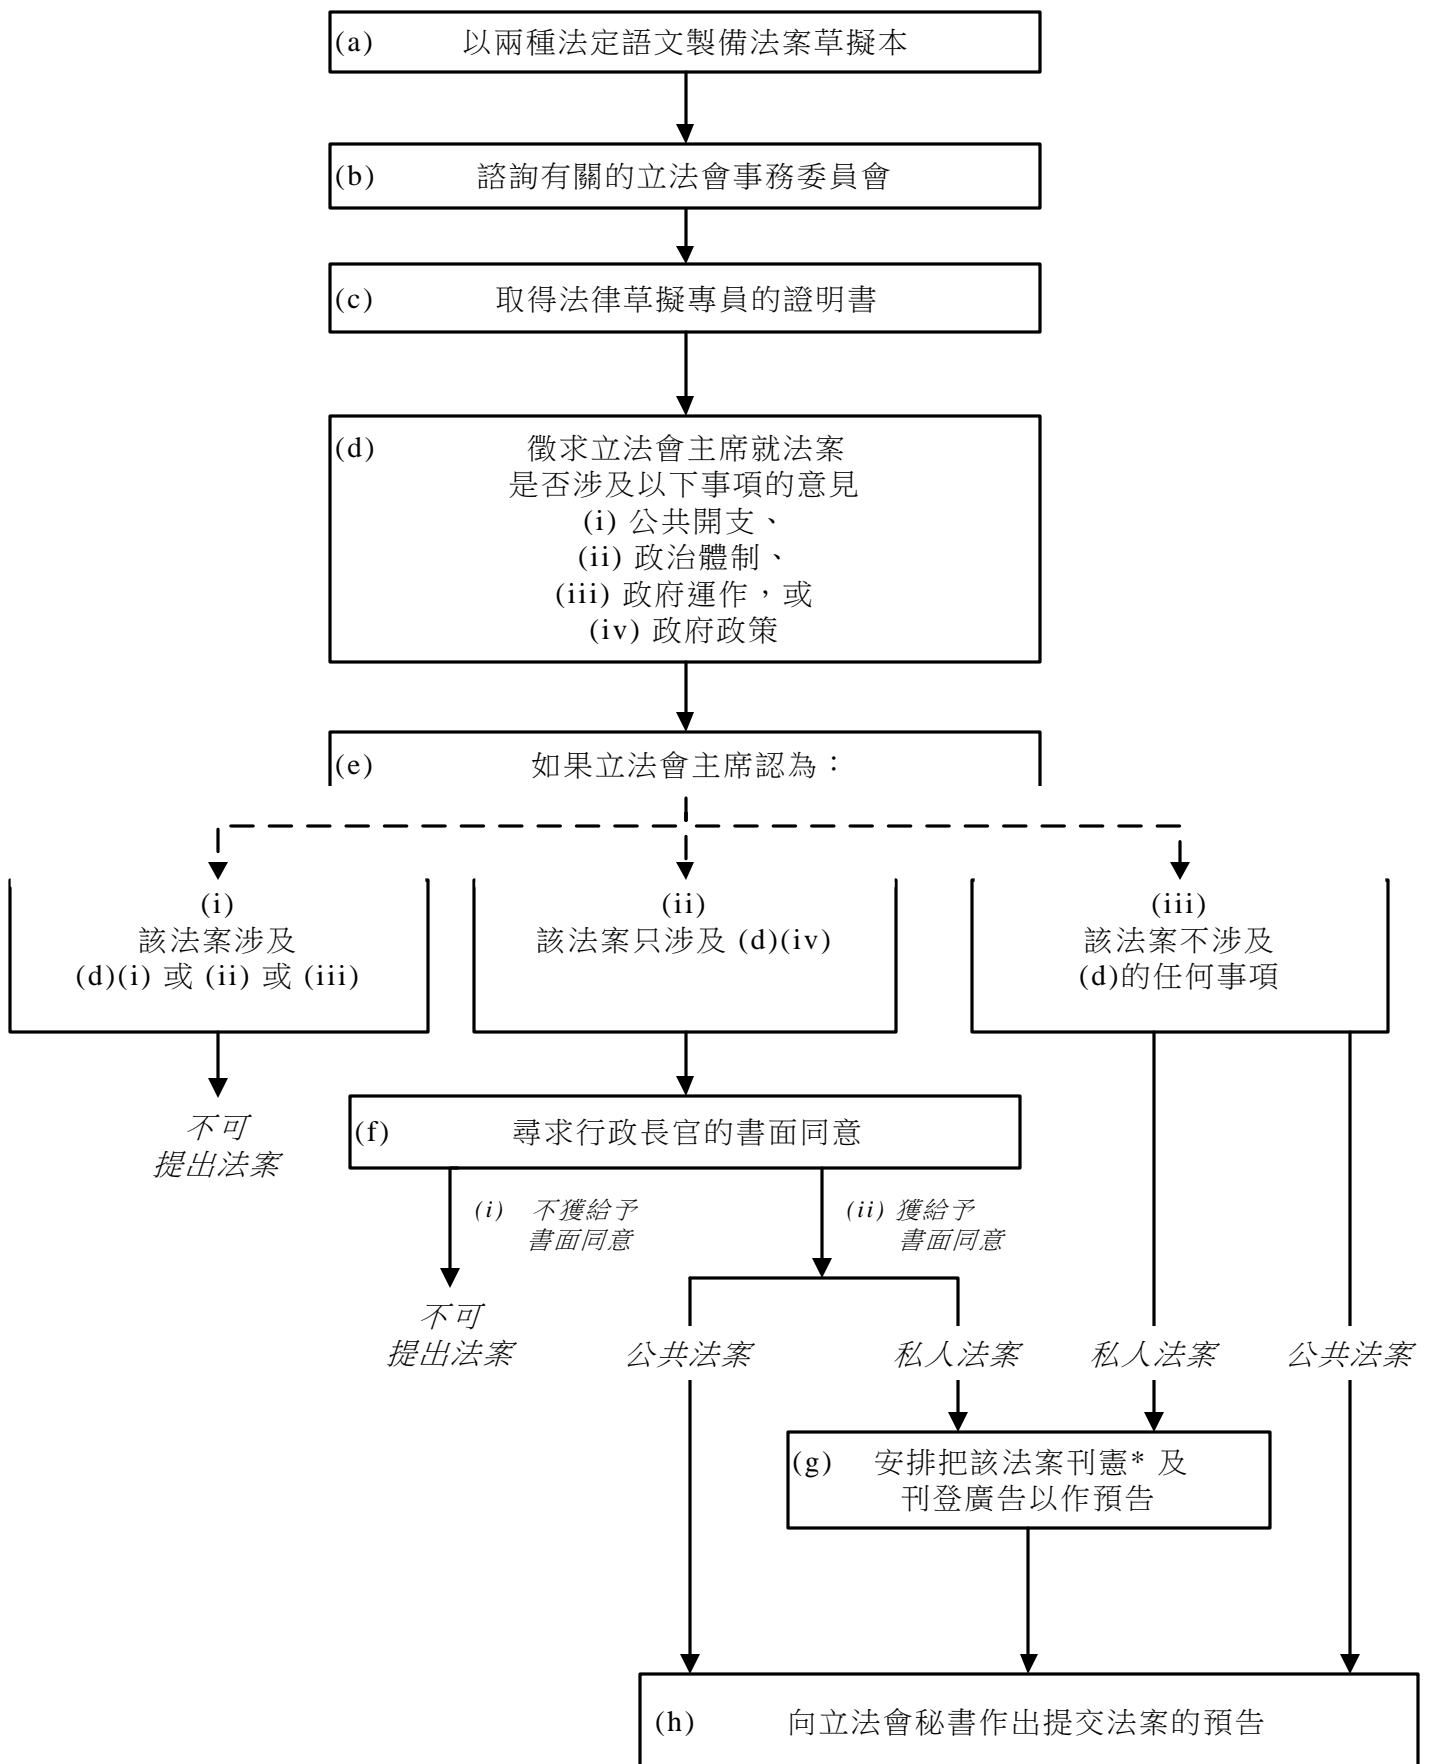 (a) 以兩種法定語文製備法案草擬本
(b) 諮詢有關的立法會事務委員會
(c) 取得法律草擬專員的證明書
(d) 徵求立法會主席就法案
是否涉及以下事項的意見
(i) 公共開支、
(ii) 政治體制、
(iii) 政府運作，或
(iv) 政府政策
(e) 如果立法會主席認為：
(i)
該法案涉及
(d)(i) 或 (ii) 或 (iii)
(ii)
該法案只涉及 (d)(iv)
(iii)
該法案不涉及
(d)的任何事項
不可
提出法案
(f) 尋求行政長官的書面同意
(i) 不獲給予
書面同意
(ii) 獲給予
書面同意
不可
提出法案
公共法案
私人法案
私人法案
公共法案
(g) 安排把該法案刊憲* 及
刊登廣告以作預告
(h) 向立法會秘書作出提交法案的預告